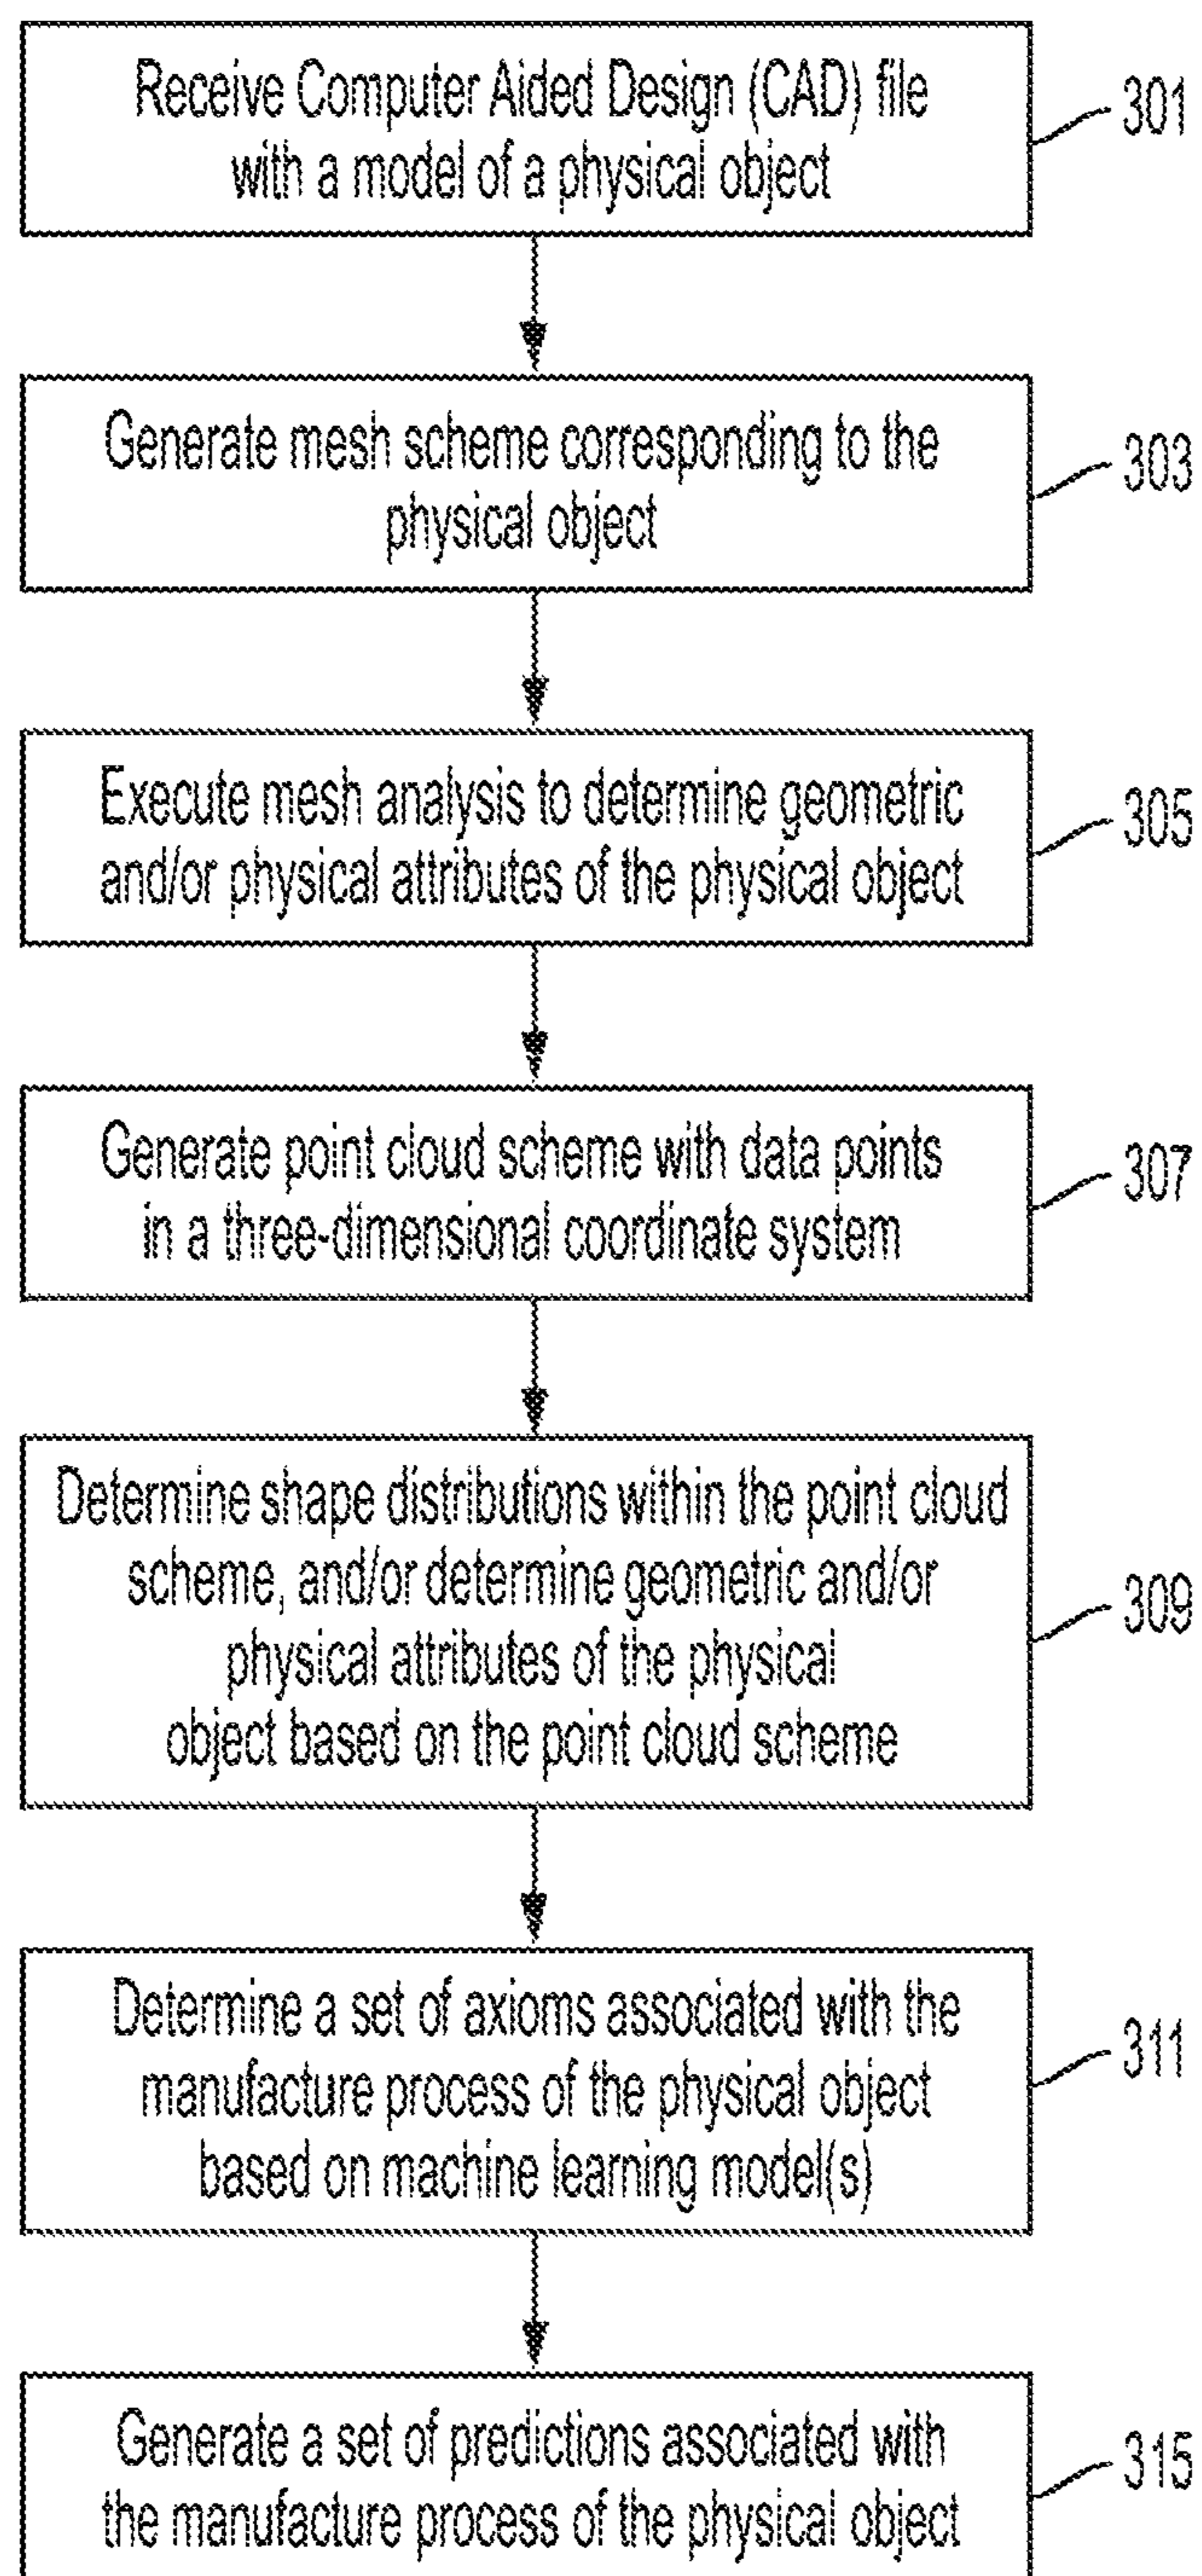 Receive Computer Aided Design (CAD) file
with a model of a physical object
301
Generate mesh scheme corresponding to the
physical object
303
Execute mesh analysis to determine geometric
and/or physical attributes of the physical object
305
Generate point cloud scheme with data points
in a three-dimensional coordinate system
307
Determine shape distributions within the point cloud
scheme, and/or determine geometric and/or
physical attributes of the physical
object based on the point cloud scheme
309
Determine a set of axioms associated with the
manufacture process of the physical object
based on machine learning model(s)
311
Generate a set of predictions associated with
the manufacture process of the physical object
315